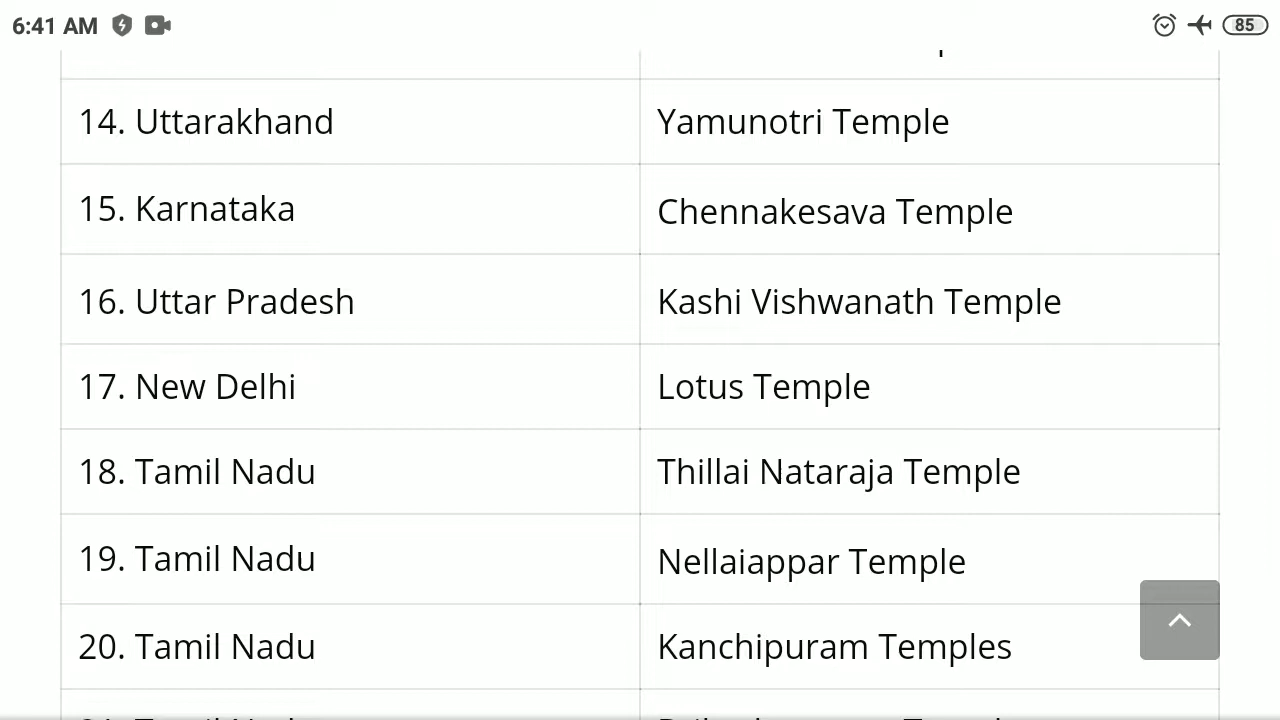 6:41 AM
85
14. Uttarakhand Yamunotri Temple
15. Karnataka Chennakesava Temple
16. Uttar Pradesh Kashi Vishwanath Temple
17. New Delhi Lotus Temple
18. Tamil Nadu Thillai Nataraja Temple
19. Tamil Nadu Nellaiappar Temple
20. Tamil Nadu Kanchipuram Temples